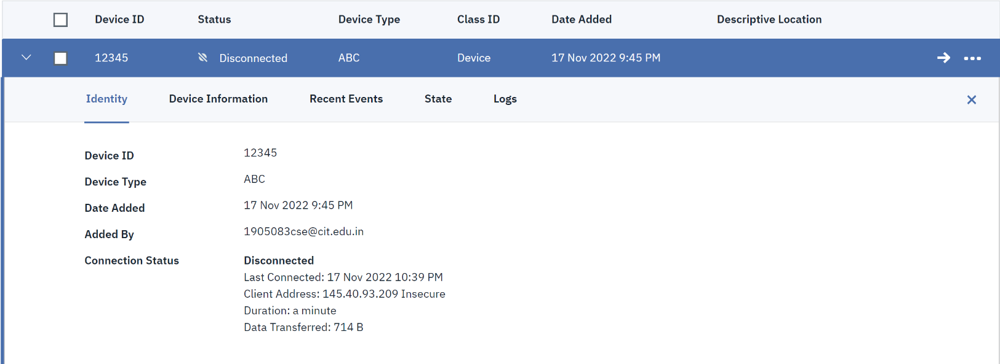 Device ID Status Device Type Class ID Date Added Descriptive Location
12345 Disconnected ABC Device 17 Nov 2022 9:45 PM
Identity Device Information Recent Events State Logs
Device ID 12345
Device Type ABC
Date Added 17 Nov 2022 9:45 PM
Added By 1905083cse@cit.edu.in
Connection Status Disconnected
Last Connected: 17 Nov 2022 10:39 PM
Client Address: 145.40.93.209 Insecure
Duration: a minute
Data Transferred: 714 B